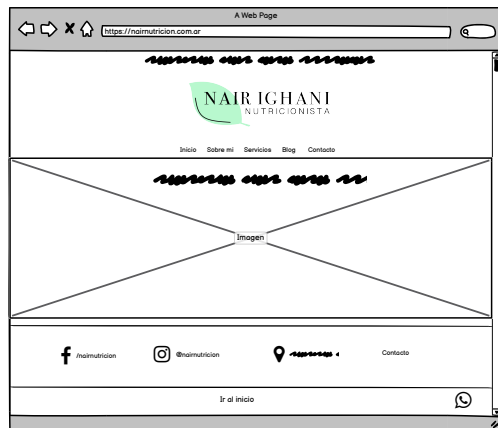 A Web Page
https://nairnutricion.com.ar
NAIR IGHANI
NUTRICIONISTA
Inicio Sobre mi Servicios Blog Contacto
Imagen
/nairnutricion @nairnutricion Contacto
Ir al inicio